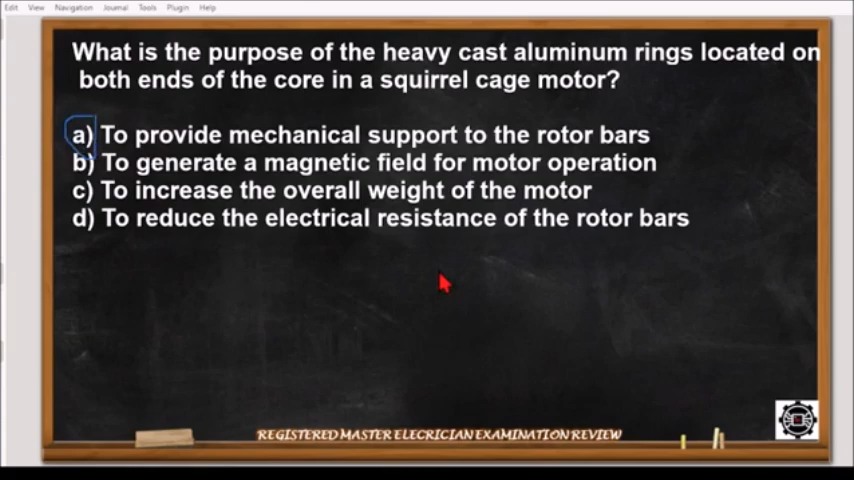 Edit View Navigation Journal Tools Plugin Help
What is the purpose of the heavy cast aluminum rings located on
both ends of the core in a squirrel cage motor?
a) To provide mechanical support to the rotor bars
b) To generate a magnetic field for motor operation
c) To increase the overall weight of the motor
d) To reduce the electrical resistance of the rotor bars
REGISTERED MASTER ELECRICIAN EXAMINATION REVIEW